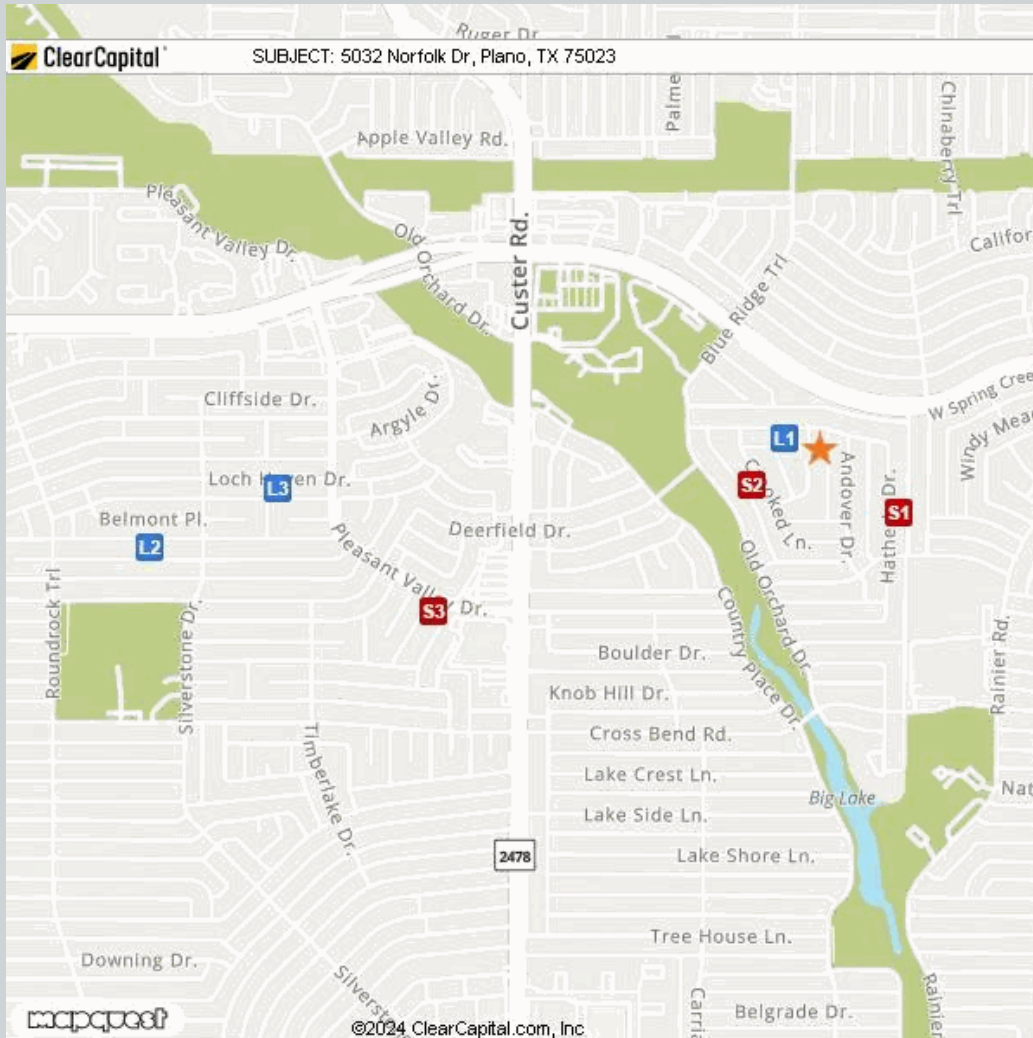 Ruger Dr
ClearCapital
SUBJECT: 5032 Norfolk Dr, Plano, TX 75023
Palme
Chinaberry Trl
Apple Valley Rd.
Pleasant Valley Dr.
Old Orchard Dr.
Custer Rd.
Califor
Blue Ridge Trl
W Spring Cree
Windy Mead
Cliffside Dr.
Argyle Dr.
L1
Andover Dr.
Loch Haven Dr.
L3
S2
Crooked Ln.
S1
Hather Dr.
Belmont Pl.
L2
Deerfield Dr.
Pleasant Valley Dr.
S3
Old Orchard Dr.
Country Place Dr.
Roundrock Trl
Silverstone Dr.
Boulder Dr.
Rainier Rd.
Knob Hill Dr.
Timberlake Dr.
Cross Bend Rd.
Lake Crest Ln.
Big Lake
Nat
Lake Side Ln.
2478
Lake Shore Ln.
Tree House Ln.
Downing Dr.
Silverst
Carri
Rainier
Belgrade Dr.
mapquest
©2024 ClearCapital.com, Inc